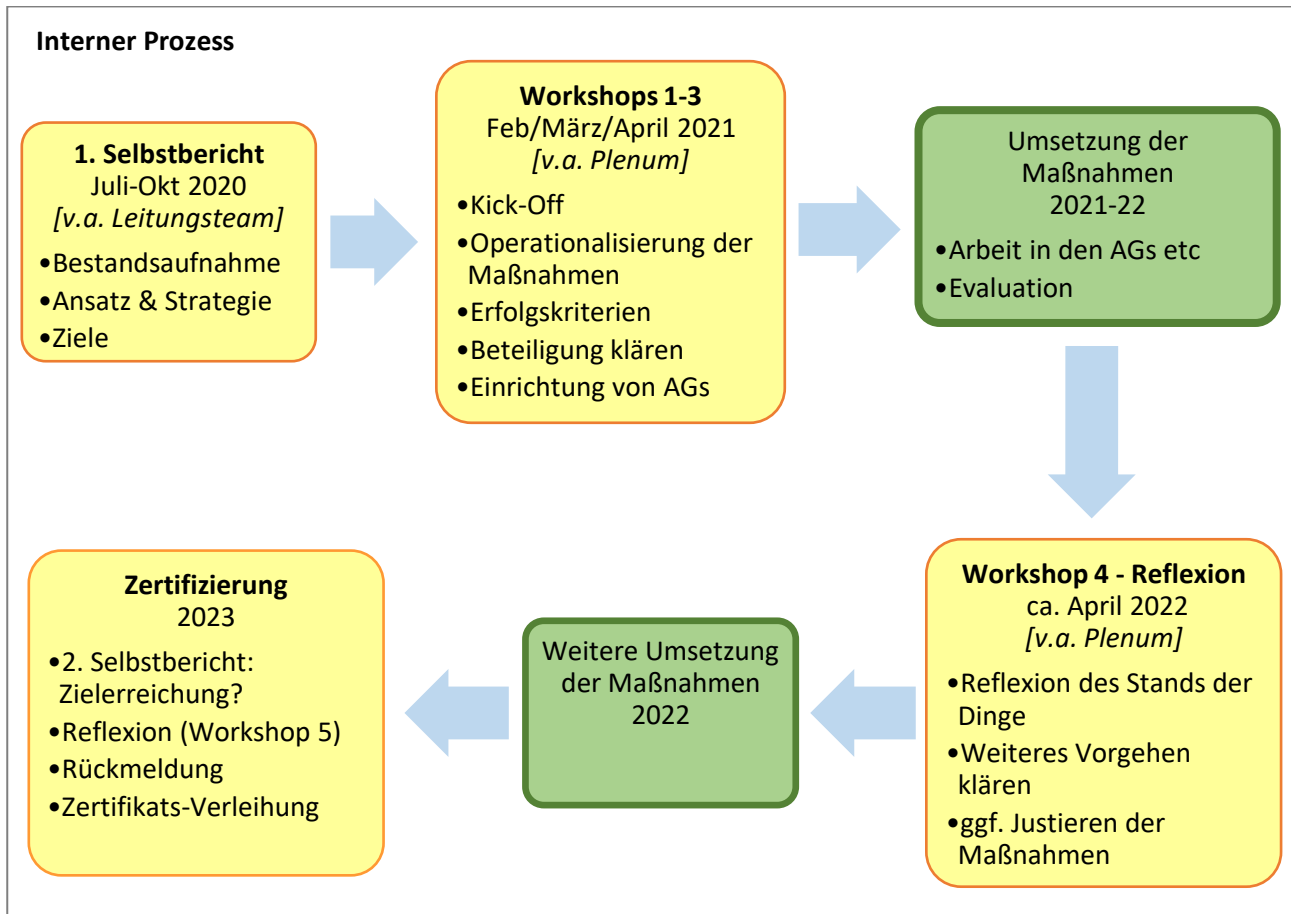 Interner Prozess
1. Selbstbericht
Juli-Okt 2020
[v.a. Leitungsteam]
•Bestandsaufnahme
•Ansatz & Strategie
•Ziele
Workshops 1-3
Feb/März/April 2021
[v.a. Plenum]
•Kick-Off
•Operationalisierung der
Maßnahmen
•Erfolgskriterien
•Beteiligung klären
•Einrichtung von AGs
Umsetzung der
Maßnahmen
2021-22
•Arbeit in den AGs etc
•Evaluation
Workshop 4 - Reflexion
ca. April 2022
[v.a. Plenum]
•Reflexion des Stands der
Dinge
•Weiteres Vorgehen
klären
•ggf. Justieren der
Maßnahmen
Weitere Umsetzung
der Maßnahmen
2022
Zertifizierung
2023
•2. Selbstbericht:
Zielerreichung?
•Reflexion (Workshop 5)
•Rückmeldung
•Zertifikats-Verleihung